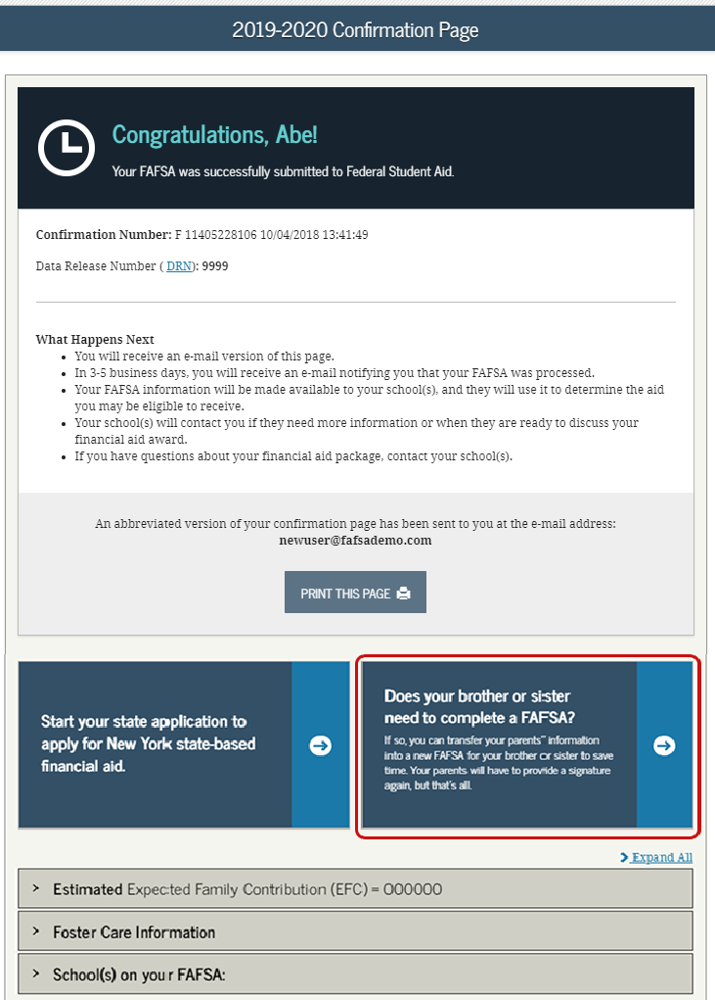 2019-2020 Confirmation Page
Congratulations, Abe!
Your FAFSA was successfully submitted to Federal Student Aid.
Confirmation Number: F 11405228106 10/04/2018 13:41:49
Data Release Number ( DRN): 9999
What Happens Next
• You will receive an e-mail version of this page.
• In 3-5 business days, you will receive an e-mail notifying you that your FAFSA was processed.
• Your FAFSA information will be made available to your school(s), and they will use it to determine the aid
you may be eligible to receive.
• Your school(s) will contact you if they need more information or when they are ready to discuss your
financial aid award.
• If you have questions about your financial aid package, contact your school(s).
An abbreviated version of your confirmation page has been sent to you at the e-mail address:
newuser@fafsademo.com
PRINT THIS PAGE
Start your state application to
apply for New York state-based
financial aid.
Does your brother or sister
need to complete a FAFSA?
If so, you can transfer your parents'' information
into a new FAFSA for your brother or sister to save
time. Your parents will have to provide a signature
again, but that's all.
Expand All
Estimated Expected Family Contribution (EFC) = 000000
Foster Care Information
School(s) on your FAFSA: